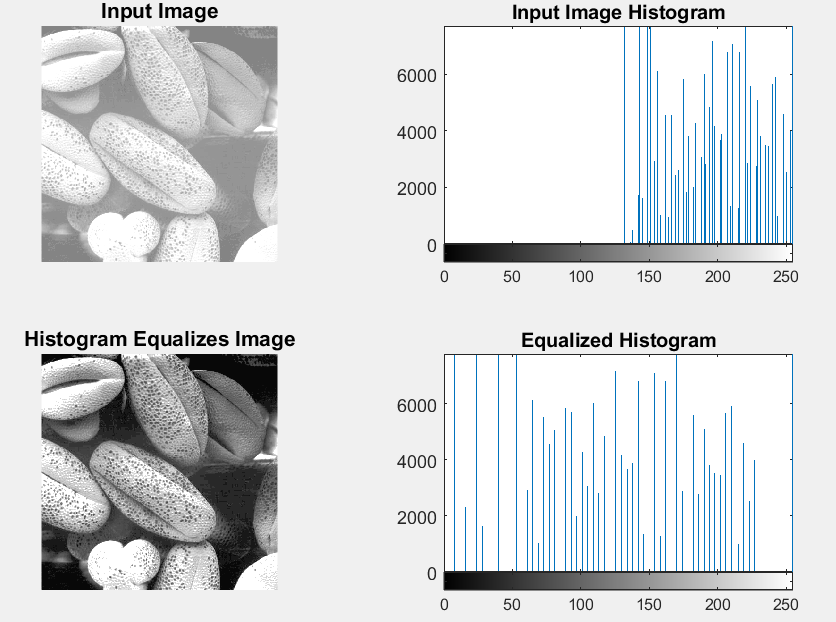 Input Image
Input Image Histogram
6000
4000
2000
0
0 50 100 150 200 250
Histogram Equalizes Image
Equalized Histogram
6000
4000
2000
0
0 50 100 150 200 250